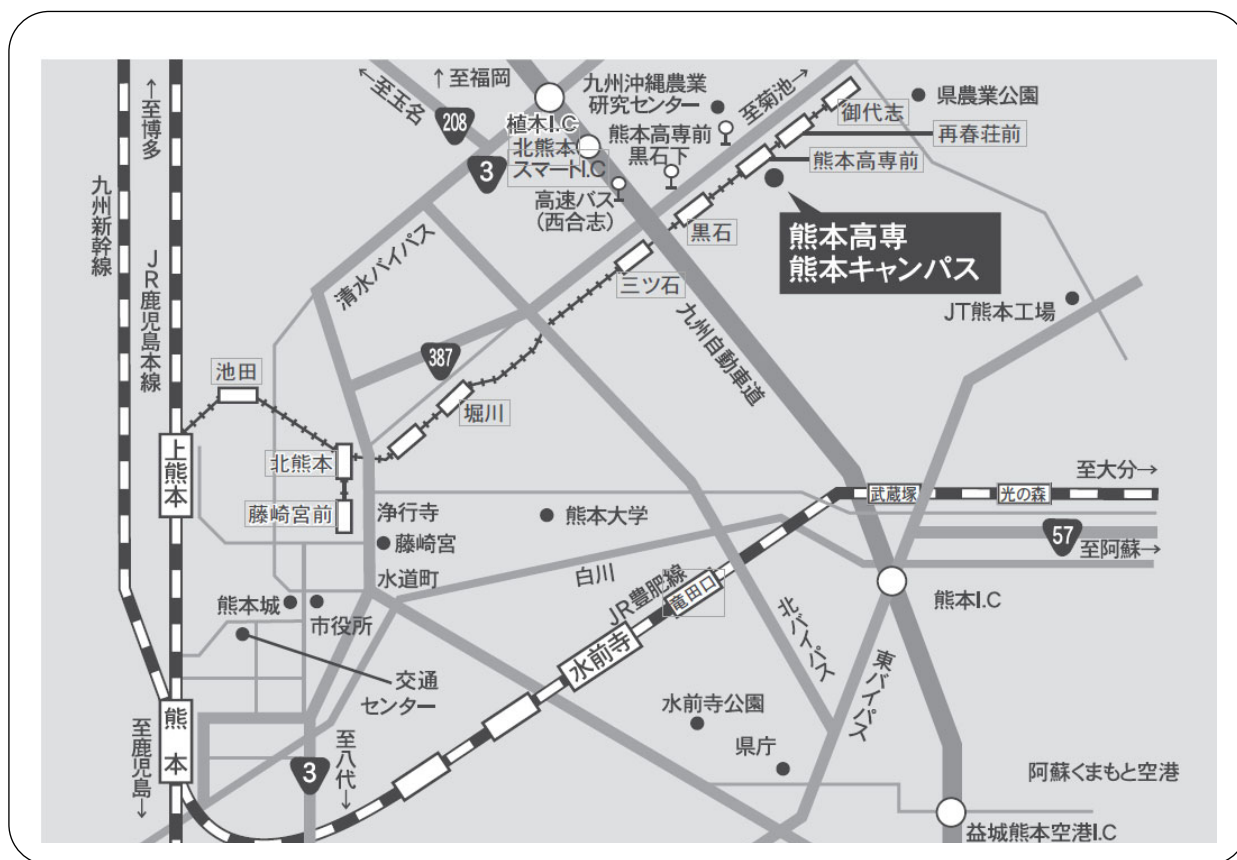 ←至玉名
↑至福岡
九州沖縄農業
研究センター
至菊池→
県農業公園
御代志
再春荘前
熊本高専前
208
植木I.C
北熊本
スマートI.C
熊本高専前
黒石下
3
高速バス
(西合志)
黒石
熊本高専
熊本キャンパス
←至博多
九州新幹線
JR鹿児島本線
清水バイパス
三ツ石
九州自動車道
JT熊本工場
387
池田
堀川
上熊本
北熊本
藤崎宮前
浄行寺
藤崎宮
熊本大学
武蔵塚
光の森
至大分→
57
至阿蘇→
水道町
白川
JR豊肥線
竜田口
熊本城
市役所
北バイパス
熊本I.C
東バイパス
水前寺
交通
センター
水前寺公園
県庁
熊本
至鹿児島→
3
至八代→
阿蘇くまもと空港
益城熊本空港I.C